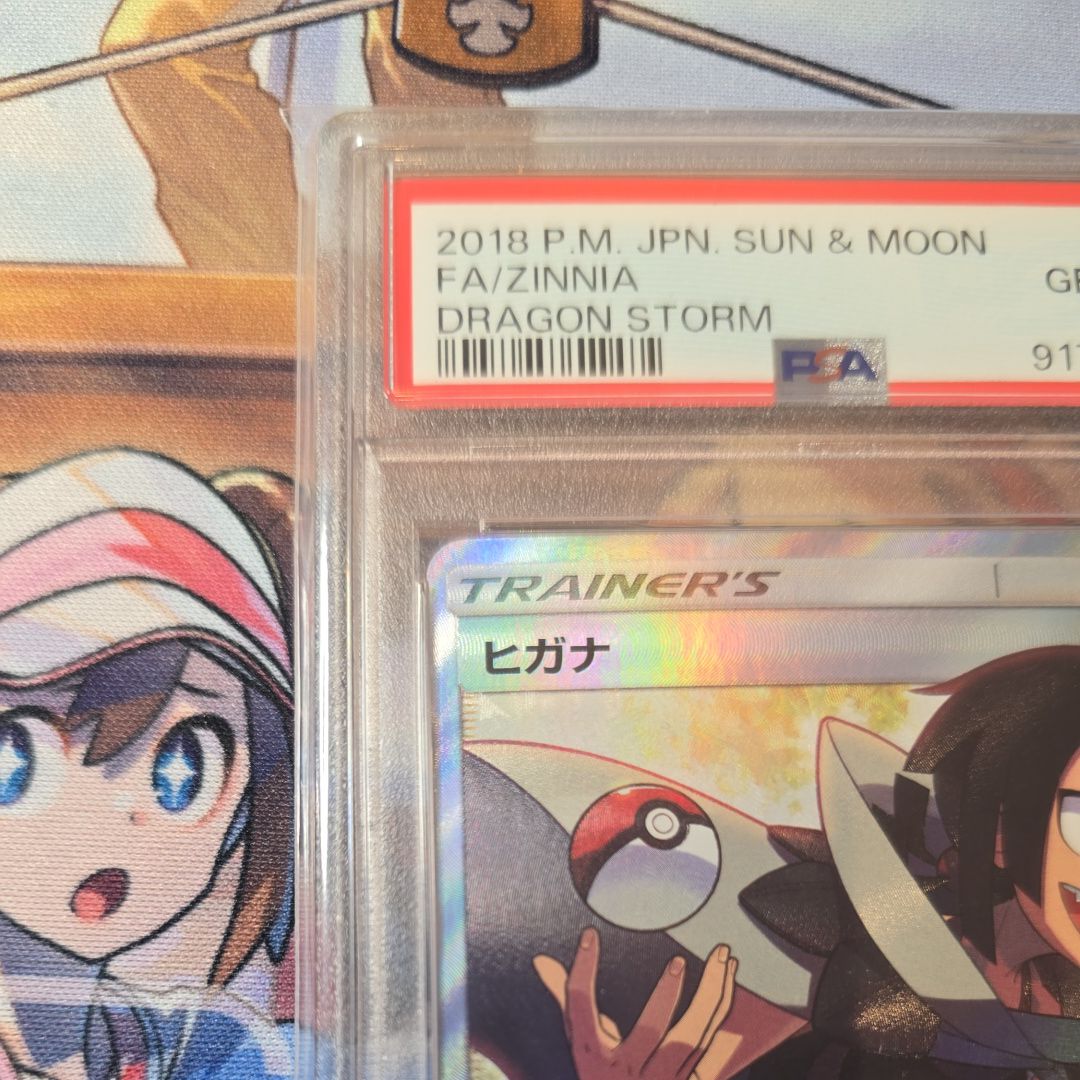 2018 P.M. JPN. SUN & MOON
FA/ZINNIA
DRAGON STORM
PSA
TRAINER'S
ヒガナ